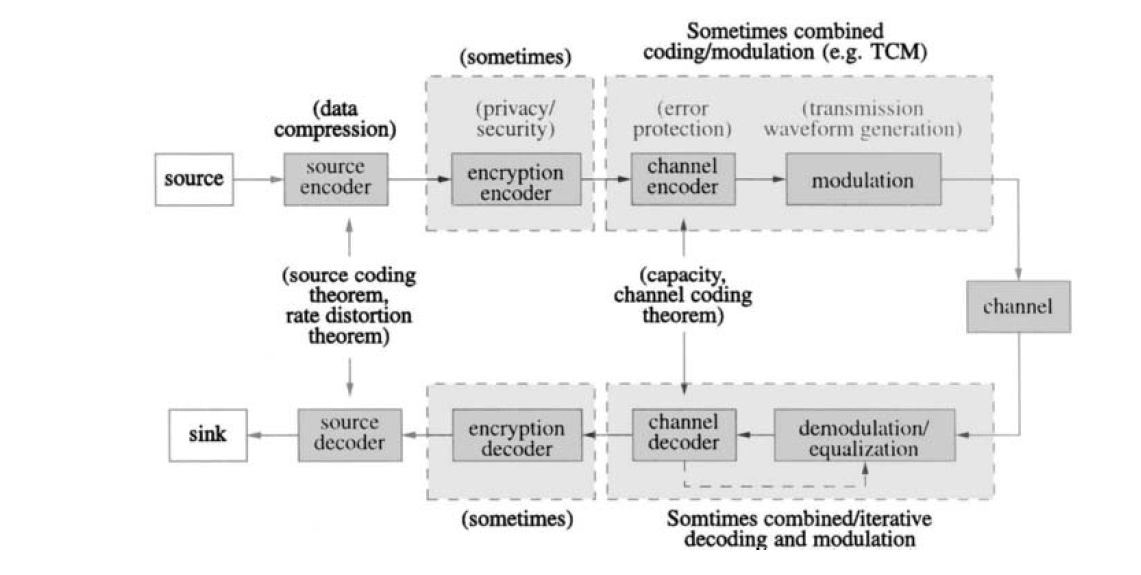 Sometimes combined
coding/modulation (e.g. TCM)
(sometimes)
(data
compression)
(privacy/
security)
(error
protection)
(transmission
waveform generation)
source
source
encoder
encryption
encoder
channel
encoder
modulation
(source coding
theorem,
rate distortion
theorem)
(capacity,
channel coding
theorem)
channel
sink
source
decoder
encryption
decoder
channel
decoder
demodulation/
equalization
(sometimes)
Somtimes combined/iterative
decoding and modulation